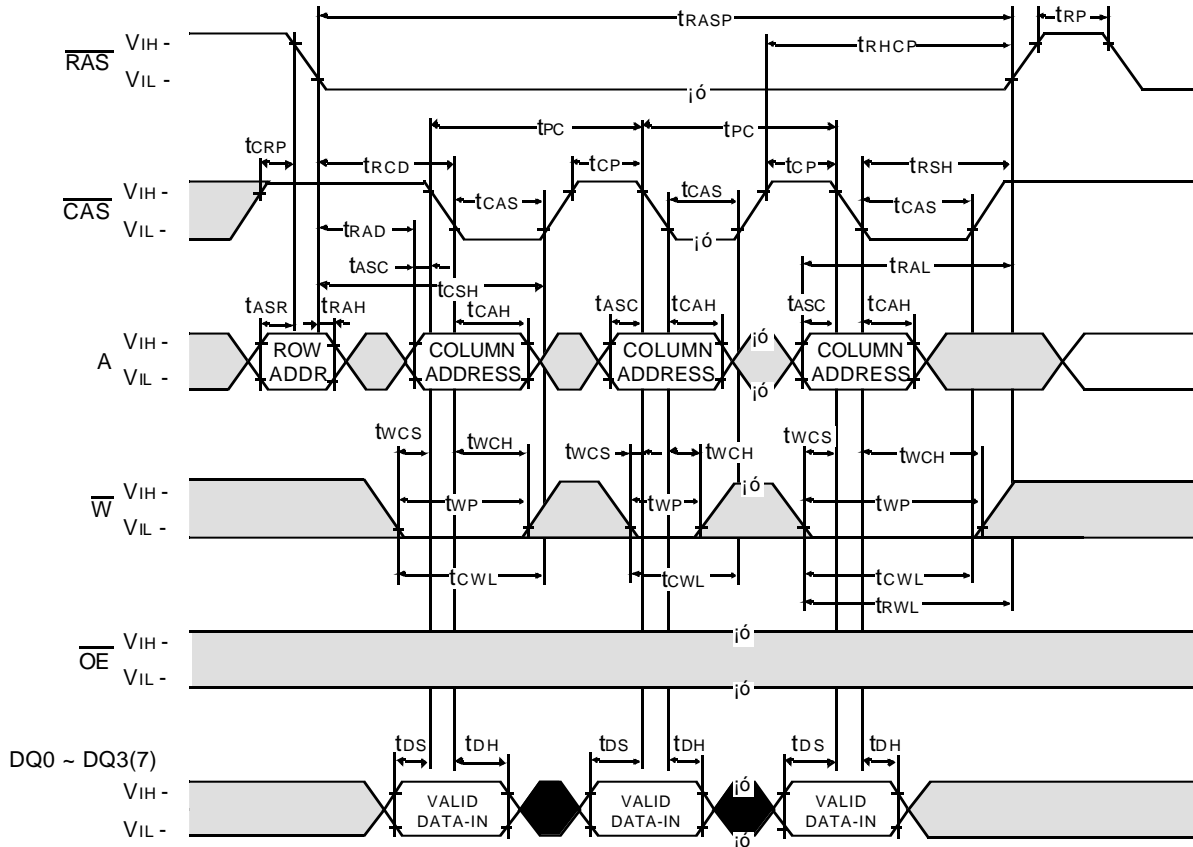 tRASP tRP
tRHCP
RAS VIH -
VIL -
¡ó
tPC tPC
tCRP tRCD tCP tCP tRSH
CAS VIH -
VIL -
tCAS tCAS tCAS
¡ó
tRAD
tASC tCSH tRAL
tASR tRAH tCAH tASC tCAH tASC tCAH
A VIH -
VIL -
¡ó
¡ó
ROW
ADDR.
COLUMN
ADDRESS
COLUMN
ADDRESS
COLUMN
ADDRESS
tWCS tWCH tWCS tWCH tWCS tWCH
W VIH -
VIL -
¡ó
tWP tWP tWP
tCWL tCWL tCWL
tRWL
OE VIH -
VIL -
¡ó
¡ó
DQ0 ~ DQ3(7)
tDS tDH tDS tDH tDS tDH
VIH -
VIL -
¡ó
¡ó
VALID
DATA-IN
VALID
DATA-IN
VALID
DATA-IN